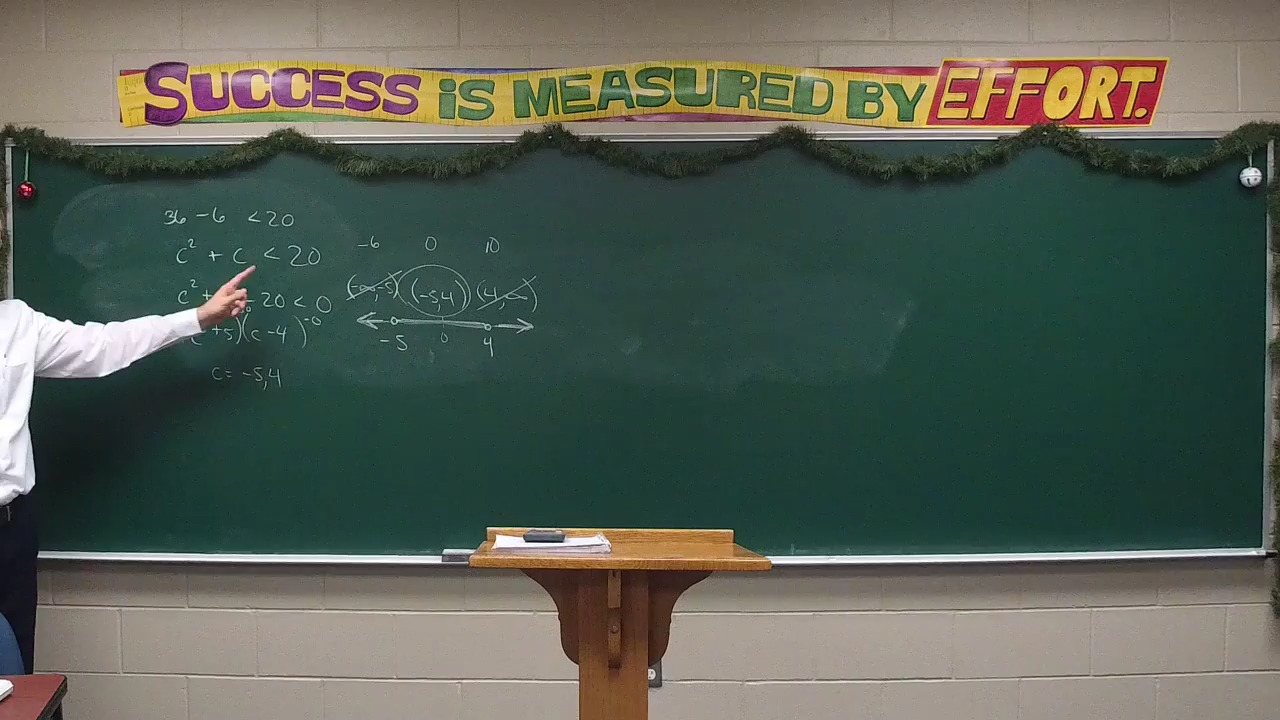 SUCCESS iS MEASURED BY EFFORT.
36 - 6 < 20
c² + c < 20
c² + - 20 < 0
+5)(c - 4)
c = -5,4
-6 0 10
(-∞,-5) (-5,4) (4,∞)
-5 0 4